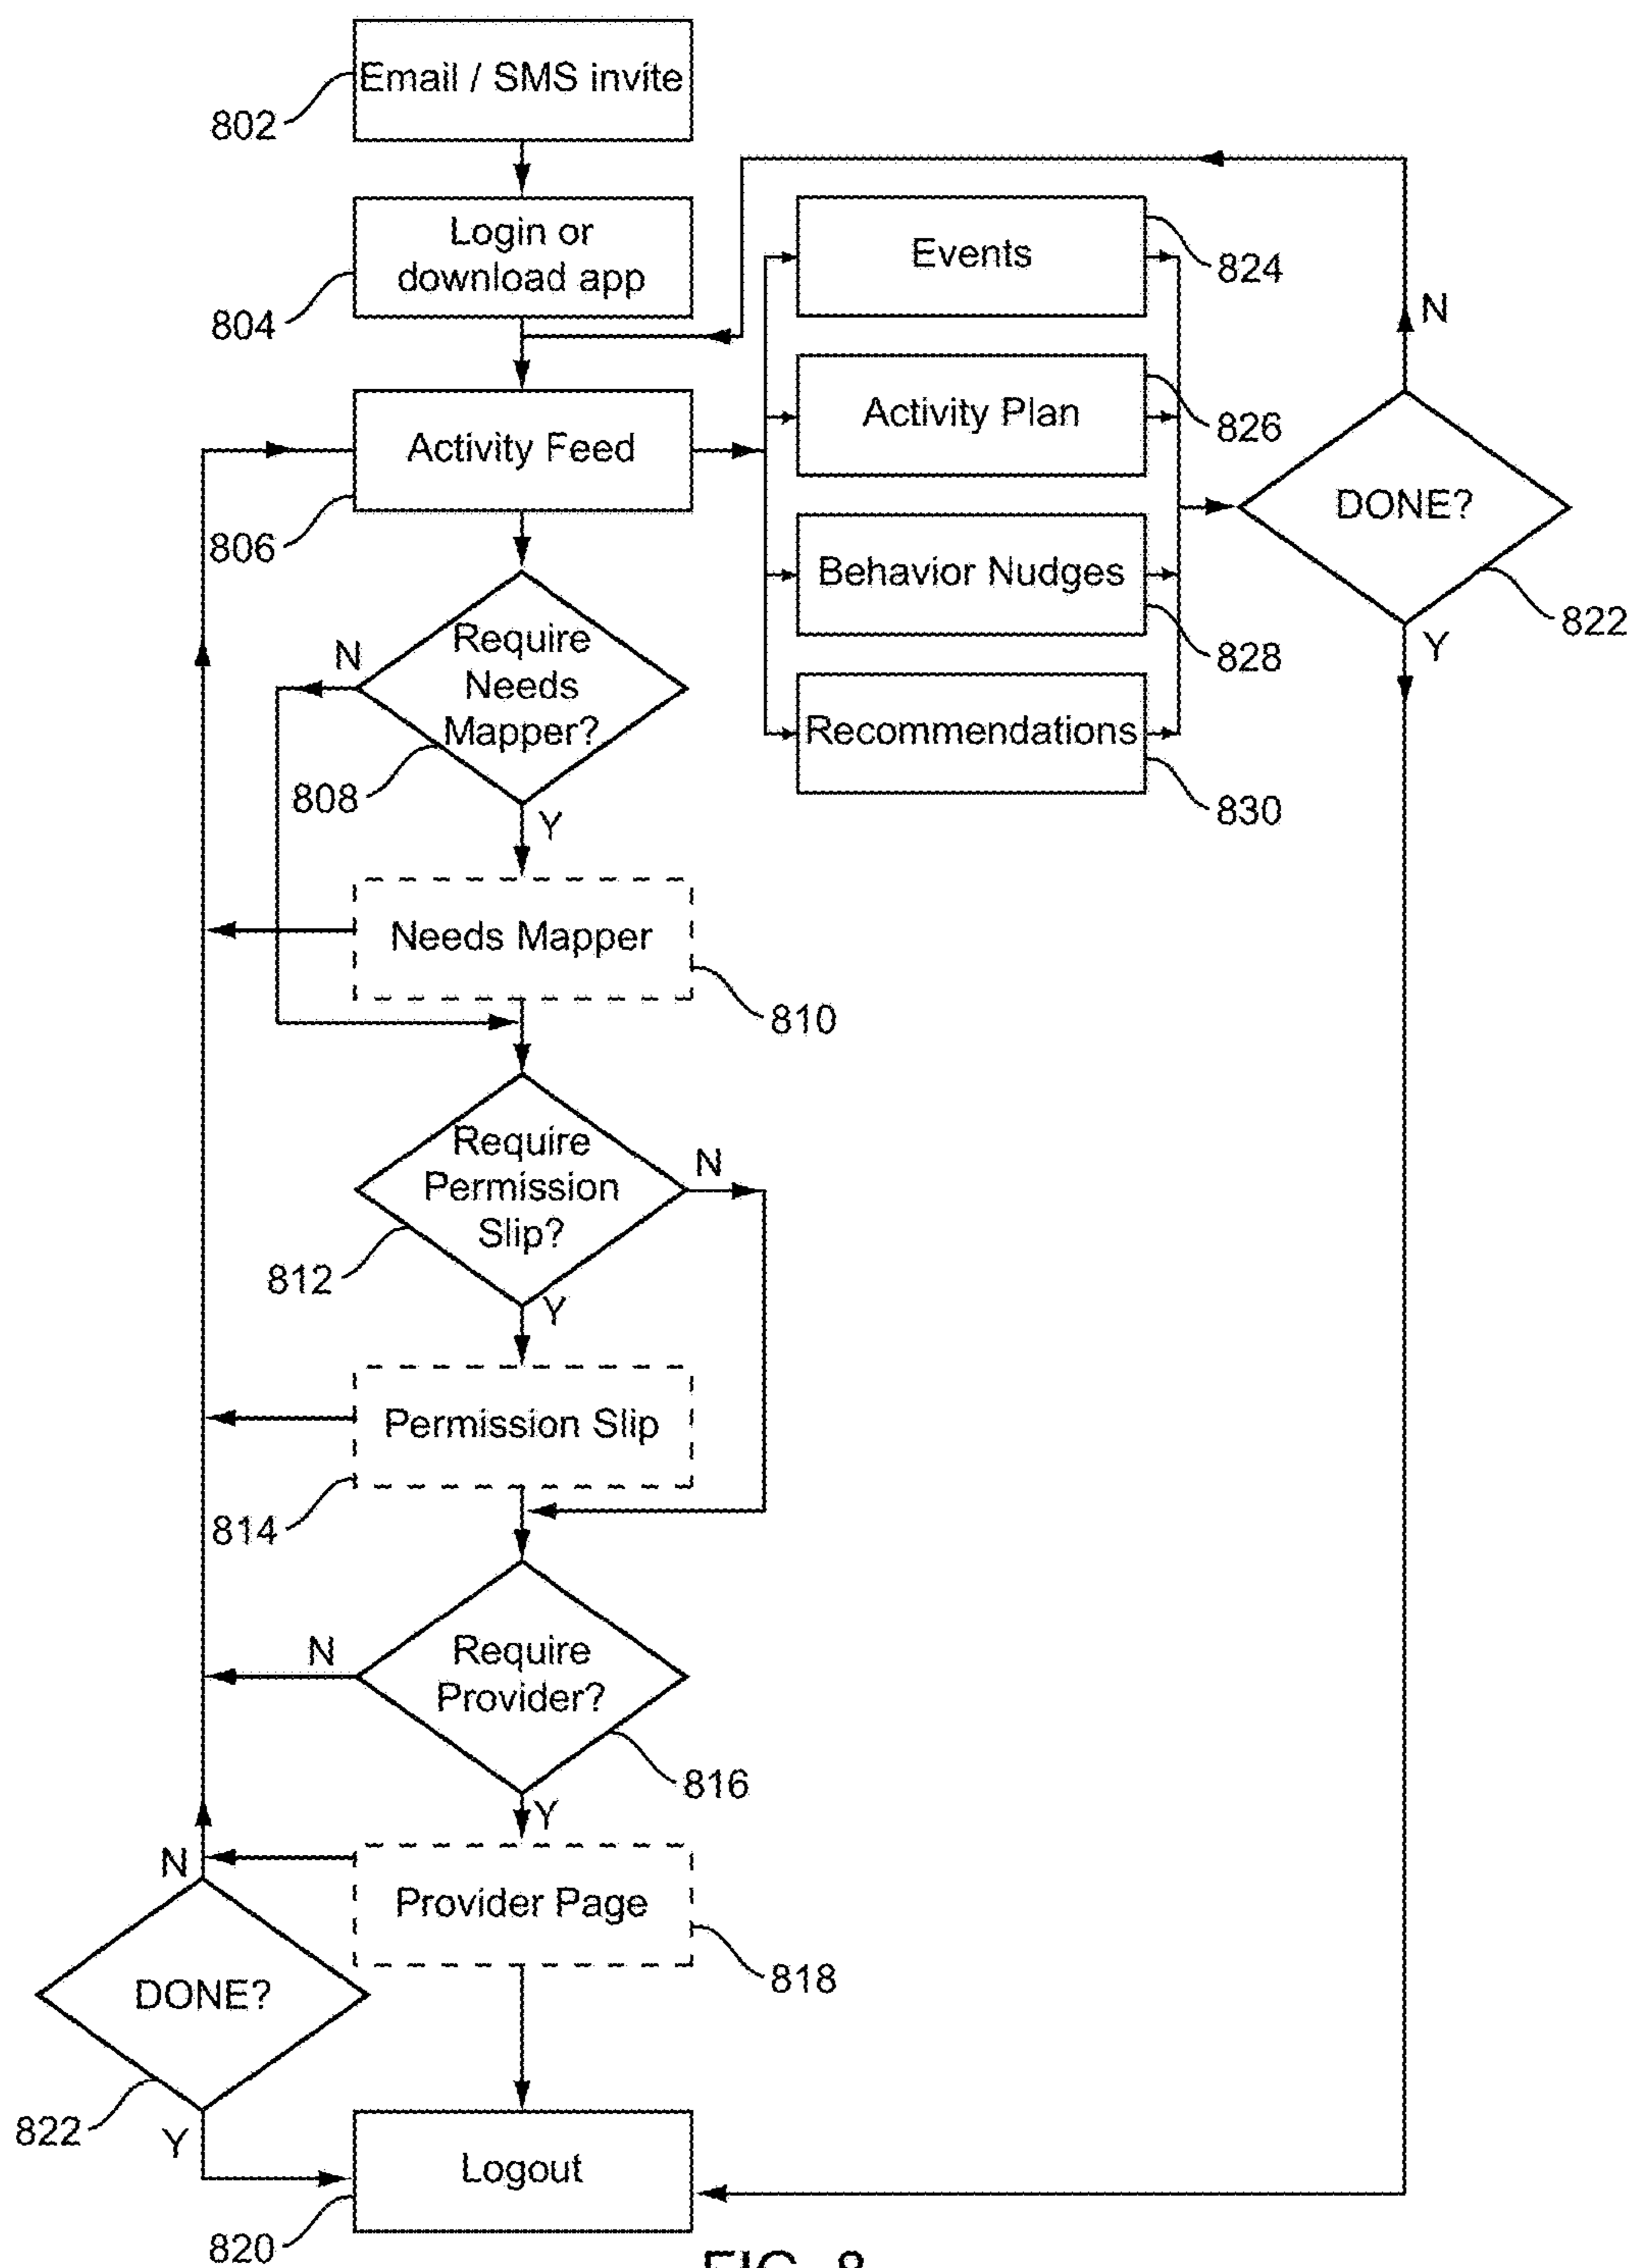 Email / SMS invite
802
Login or
download app
804
Events
824
N
Activity Plan
826
Activity Feed
806
DONE?
822
Y
Behavior Nudges
828
Require
Needs
Mapper?
N
808
Y
Recommendations
830
Needs Mapper
810
Require
Permission
Slip?
N
812
Y
Permission Slip
814
Require
Provider?
N
816
Y
N
Provider Page
818
DONE?
822
Y
Logout
820
FIG. 8